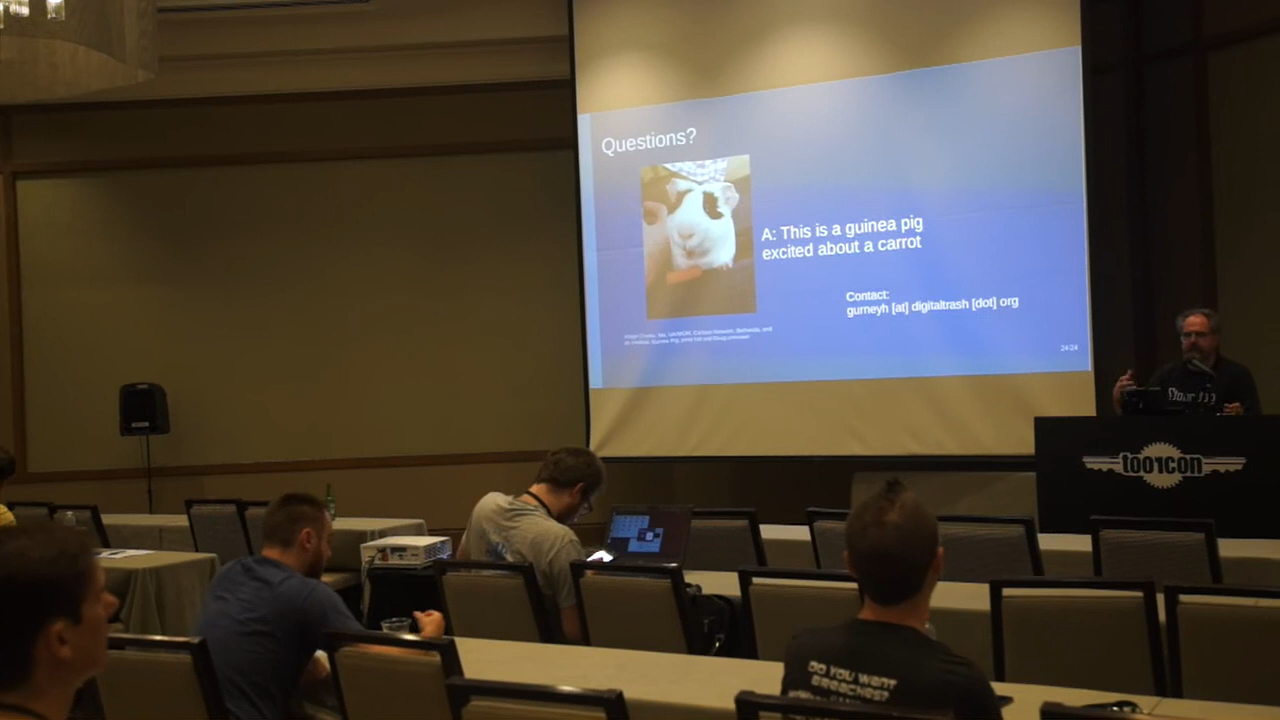 Questions?
A: This is a guinea pig
excited about a carrot
Contact:
gurneyh [at] digitaltrash [dot] org
24/24
too1con
DO YOU WANT
BREACHES?